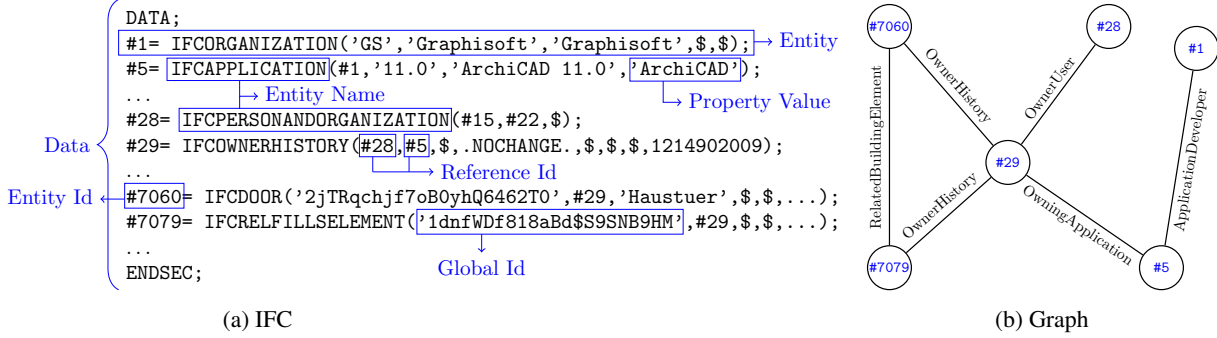 DATA;
#1= IFCORGANIZATION('GS','Graphisoft','Graphisoft',$,$);
Entity
#5= IFCAPPLICATION(#1,'11.0','ArchiCAD 11.0','ArchiCAD');
...
Entity Name
Property Value
#28= IFCPERSONANDORGANIZATION(#15,#22,$);
Data
#29= IFCOWNERHISTORY(#28,#5,$,.NOCHANGE.,$,$,$,1214902009);
...
Reference Id
Entity Id
#7060= IFCDOOR('2jTRqchjf7oB0yhQ6462T0',#29,'Haustuer',$,$,...);
#7079= IFCRELFILLSELEMENT('1dnfWDf818aBd$S9SNB9HM',#29,$,$,...);
...
Global Id
ENDSEC;
(a) IFC
#7060
#28
#1
OwnerHistory
OwnerUser
RelatedBuildingElement
ApplicationDeveloper
#29
OwnerHistory
OwningApplication
#7079
#5
(b) Graph